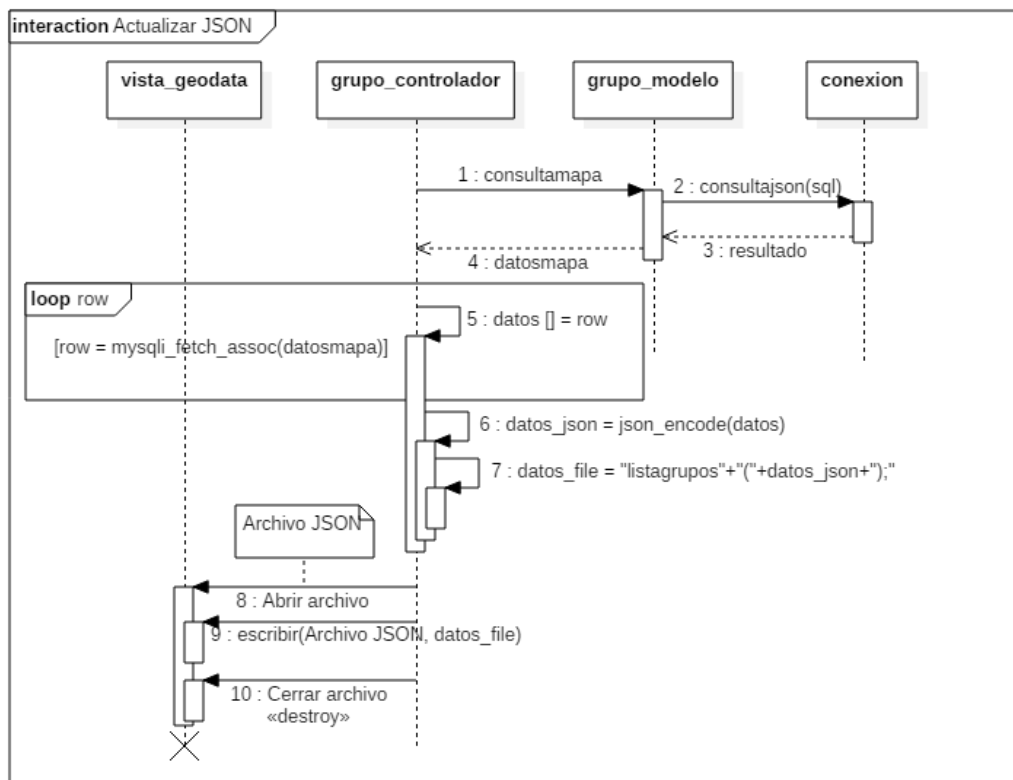 interaction Actualizar JSON
vista_geodata
grupo_controlador
grupo_modelo
conexion
1 : consultamapa
2 : consultajson(sql)
3 : resultado
4 : datosmapa
loop row
5 : datos [] = row
[row = mysqli_fetch_assoc(datosmapa)]
6 : datos_json = json_encode(datos)
7 : datos_file = "listagrupos"+"("+datos_json+");"
Archivo JSON
8 : Abrir archivo
9 : escribir(Archivo JSON, datos_file)
10 : Cerrar archivo
«destroy»